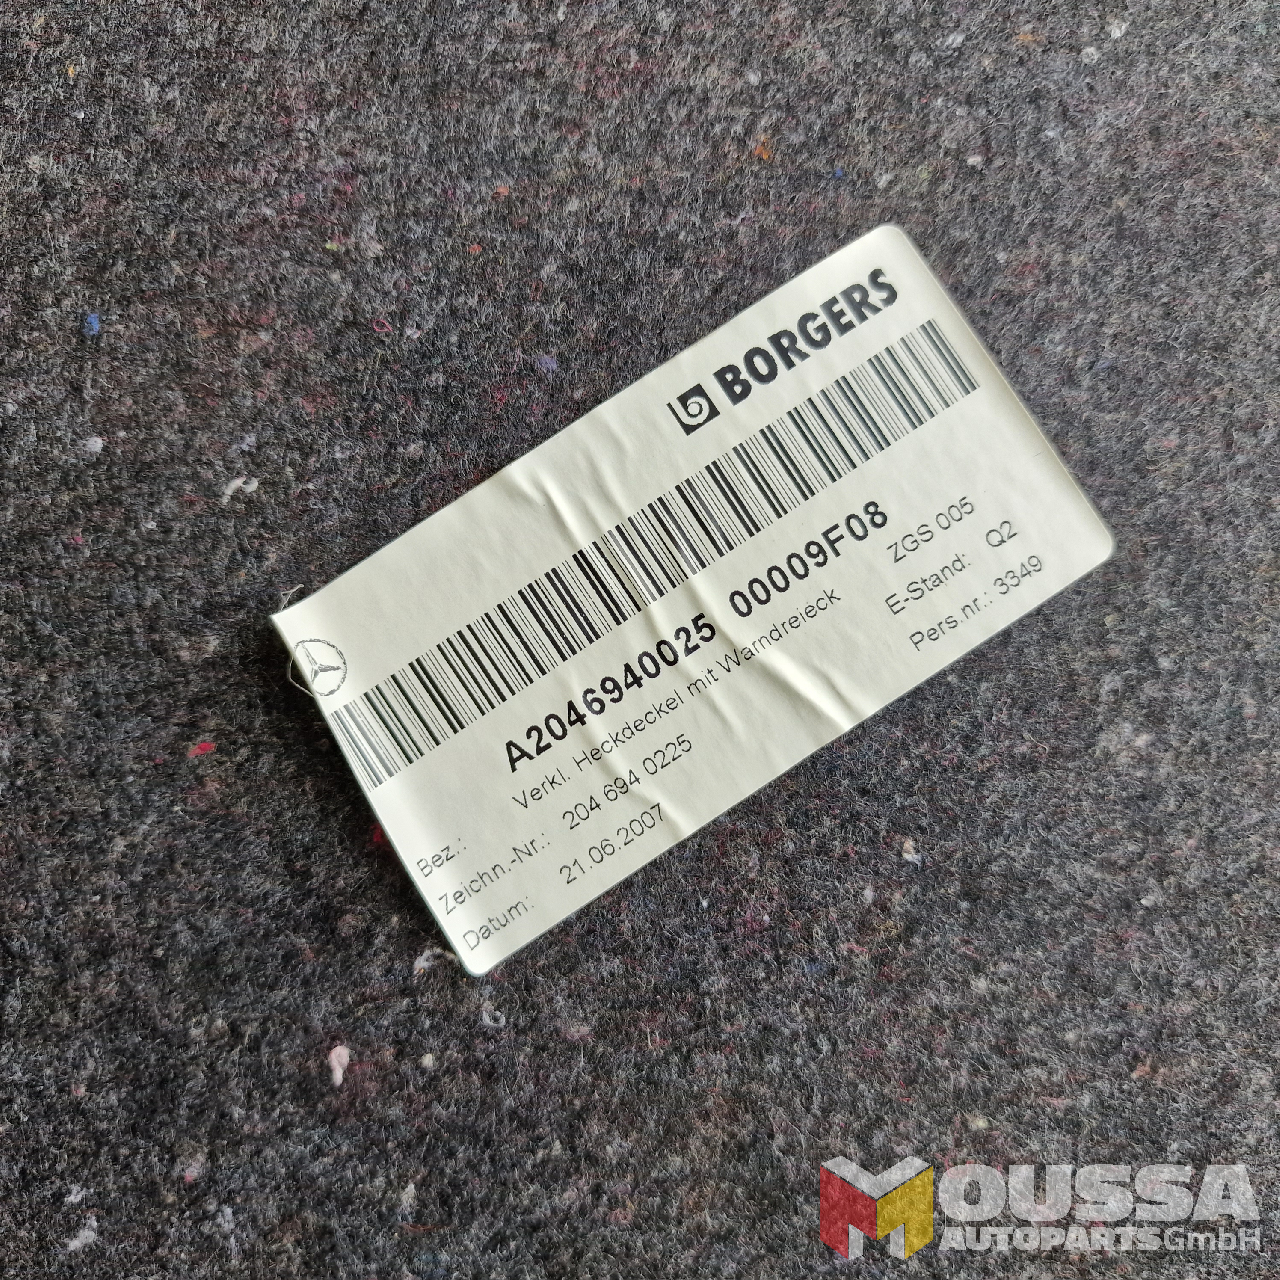 BORGERS
A2046940025 00009F08
Bez.: Verkl. Heckdeckel mit Warndreieck ZGS 005
Zeichn.-Nr.: 204 694 0225 E-Stand: Q2
Datum: 21.06.2007 Pers.nr.: 3349
MOUSSA
AUTOPARTS GmbH